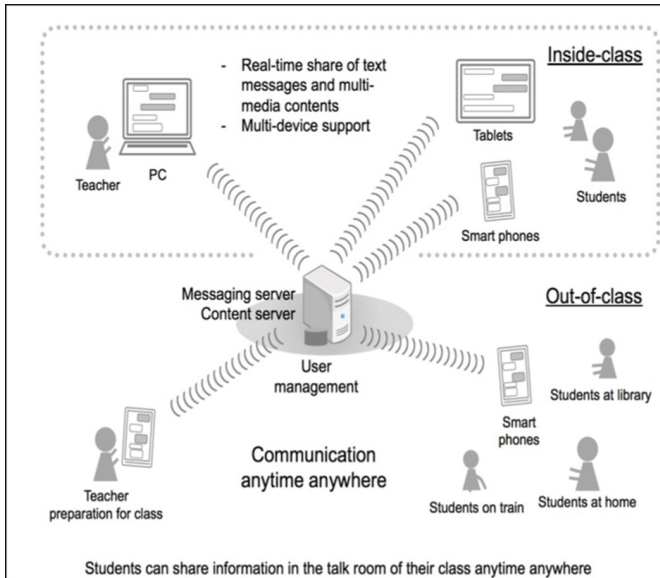 Inside-class
- Real-time share of text
messages and multi-
media contents
- Multi-device support
Teacher
PC
Tablets
Students
Smart phones
Messaging server
Content server
User
management
Out-of-class
Students at library
Smart
phones
Communication
anytime anywhere
Teacher
preparation for class
Students on train
Students at home
Students can share information in the talk room of their class anytime anywhere